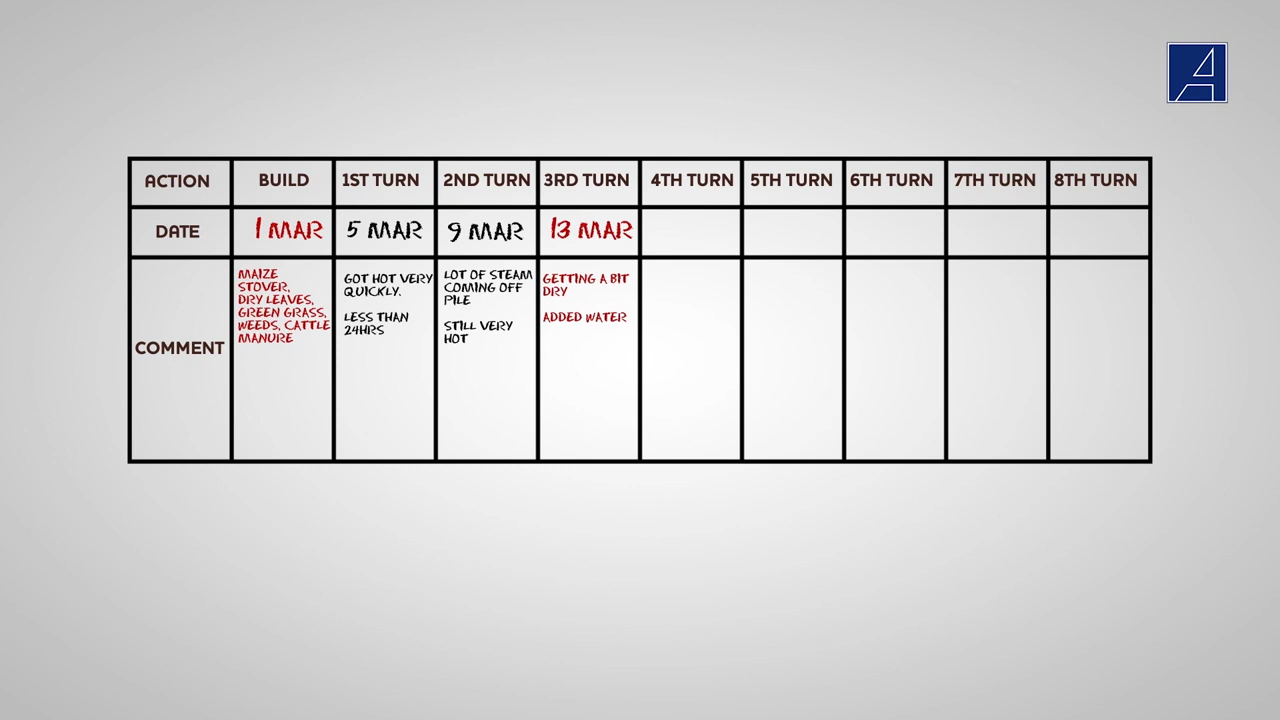 ACTION BUILD 1ST TURN 2ND TURN 3RD TURN 4TH TURN 5TH TURN 6TH TURN 7TH TURN 8TH TURN
DATE 1 MAR 5 MAR 9 MAR 13 MAR
COMMENT
MAIZE
STOVER,
DRY LEAVES,
GREEN GRASS,
WEEDS, CATTLE
MANURE
GOT HOT VERY
QUICKLY.
LESS THAN
24HRS
LOT OF STEAM
COMING OFF
PILE
STILL VERY
HOT
GETTING A BIT
DRY
ADDED WATER